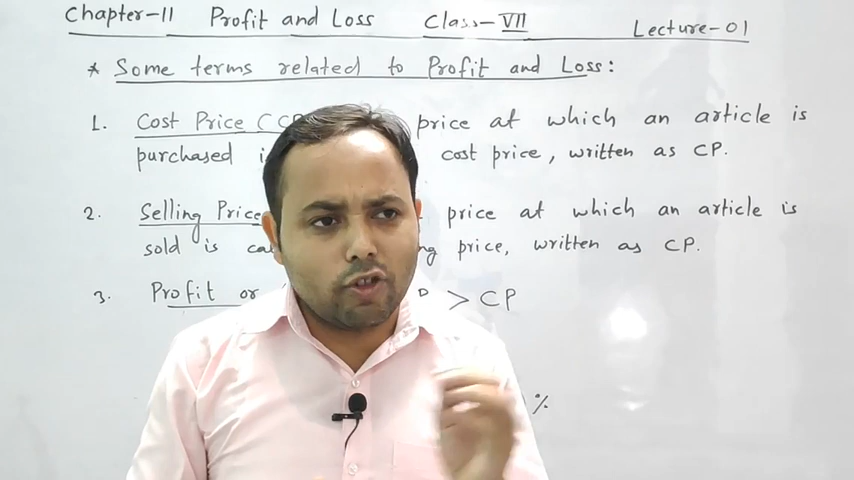 Chapter-11 Profit and Loss Class-VII Lecture-01
* Some terms related to Profit and Loss:
1. Cost Price (CP price at which an article is
purchased cost price, written as CP.
2. Selling Price price at which an article is
sold is price, written as CP.
3. Profit or > CP
%